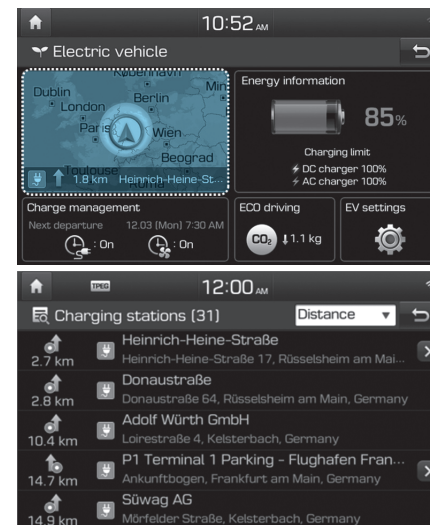 10:52 AM
Electric vehicle
København
Dublin
Min
London
Berlin
Paris
Wien
Beograd
Toulouse
Roma
1.8 km Heinrich-Heine-St...
Energy information
85%
Charging limit
DC charger 100%
AC charger 100%
Charge management
Next departure 12.03 (Mon) 7:30 AM
: On : On
ECO driving
CO₂ 1.1 kg
EV settings
TPEG 12:00 AM
Charging stations (31) Distance
Heinrich-Heine-Straße
2.7 km Heinrich-Heine-Straße 17, Rüsselsheim am Mai...
Donaustraße
2.8 km Donaustraße 64, Rüsselsheim am Main, Germany
Adolf Würth GmbH
10.4 km Loirestraße 4, Kelsterbach, Germany
P1 Terminal 1 Parking - Flughafen Fran...
14.7 km Ankunftbogen, Frankfurt am Main, Germany
Süwag AG
14.9 km Mörfelder Straße, Kelsterbach, Germany